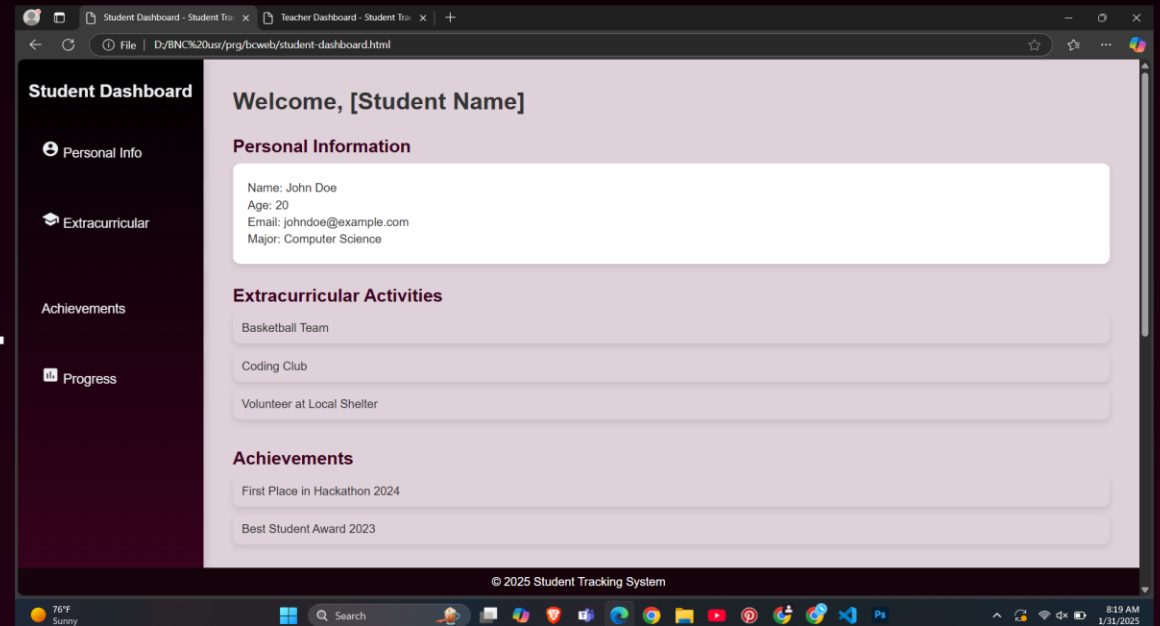 Student Dashboard - Student Tra
Teacher Dashboard - Student Tra
File
D:/BNC%20usr/prg/bcweb/student-dashboard.html
Student Dashboard
Personal Info
Extracurricular
Achievements
Progress
Welcome, [Student Name]
Personal Information
Name: John Doe
Age: 20
Email: johndoe@example.com
Major: Computer Science
Extracurricular Activities
Basketball Team
Coding Club
Volunteer at Local Shelter
Achievements
First Place in Hackathon 2024
Best Student Award 2023
© 2025 Student Tracking System
76°F
Sunny
Search
Ps
8:19 AM
1/31/2025